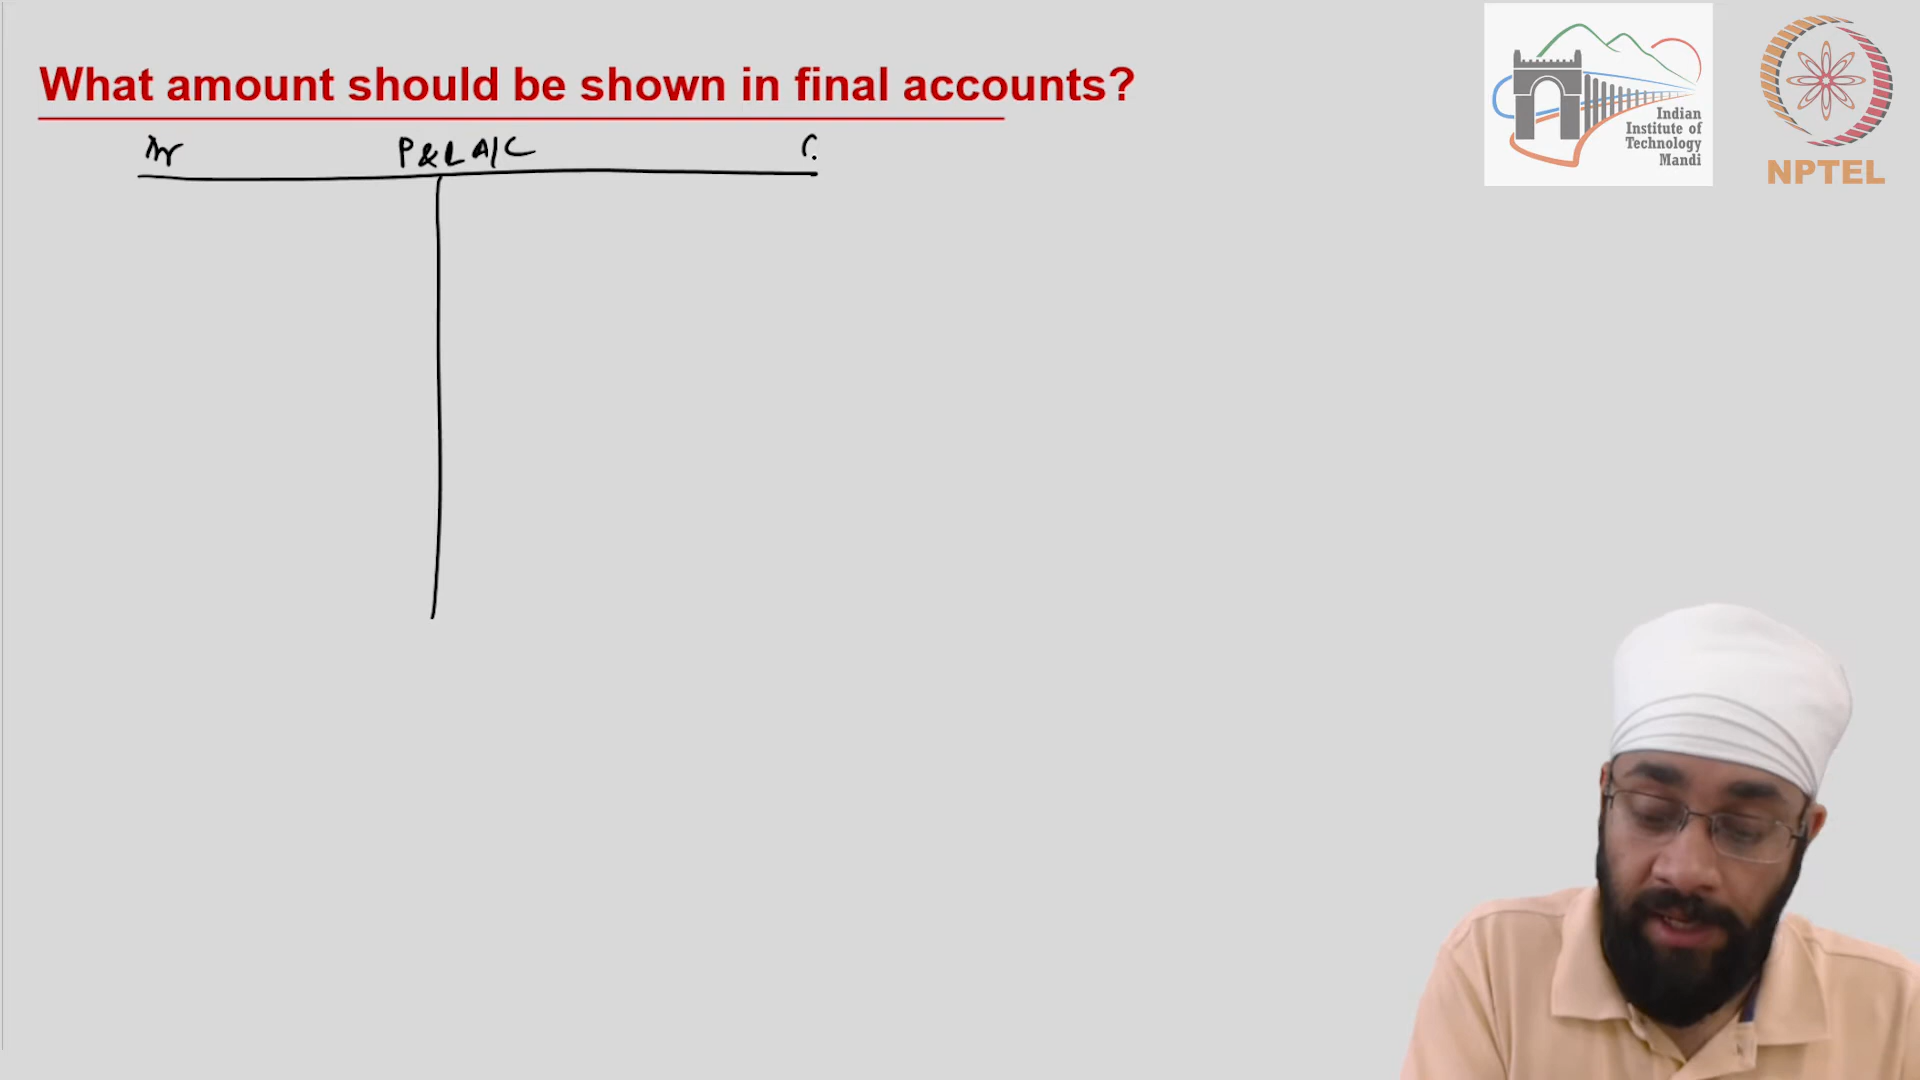 What amount should be shown in final accounts?
Dr P&L A/C C
Indian
Institute of
Technology
Mandi
NPTEL